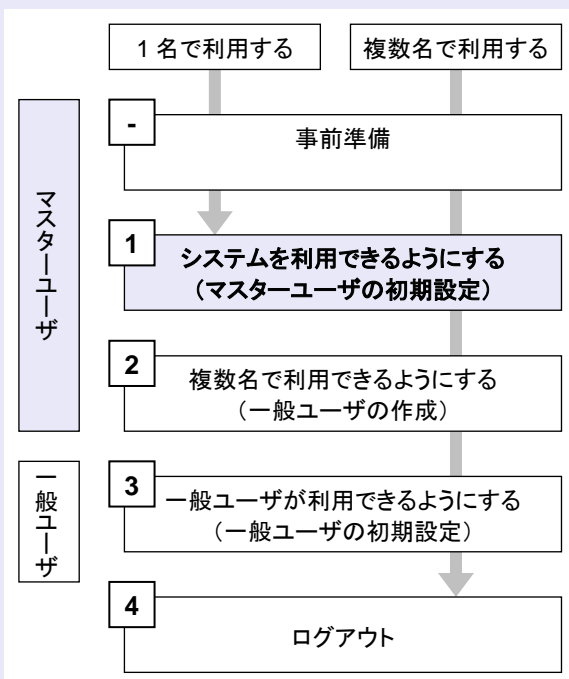 1名で利用する
複数名で利用する
マスターユーザ
-
事前準備
1
システムを利用できるようにする
（マスターユーザの初期設定）
2
複数名で利用できるようにする
（一般ユーザの作成）
一般ユーザ
3
一般ユーザが利用できるようにする
（一般ユーザの初期設定）
4
ログアウト